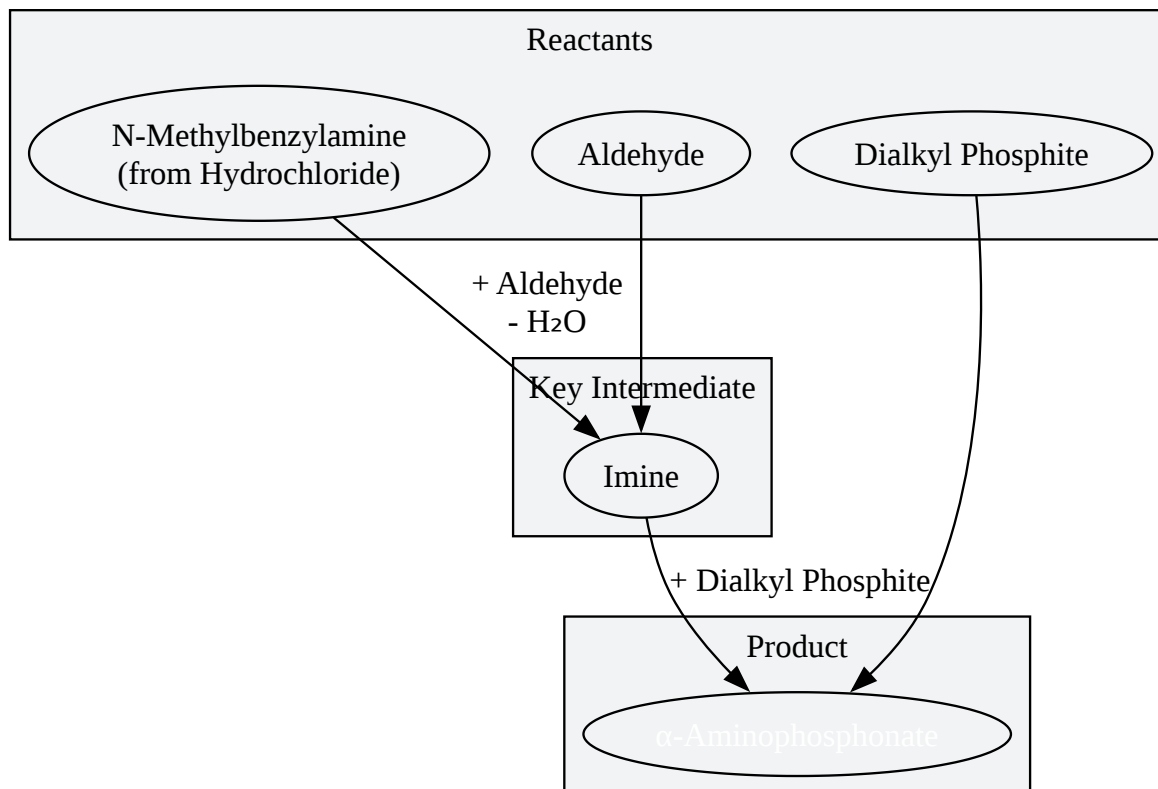 Reactants
N-Methylbenzylamine
(from Hydrochloride)
Aldehyde
Dialkyl Phosphite
+ Aldehyde
- H₂O
Key Intermediate
Imine
+ Dialkyl Phosphite
Product
α-Aminophosphonate